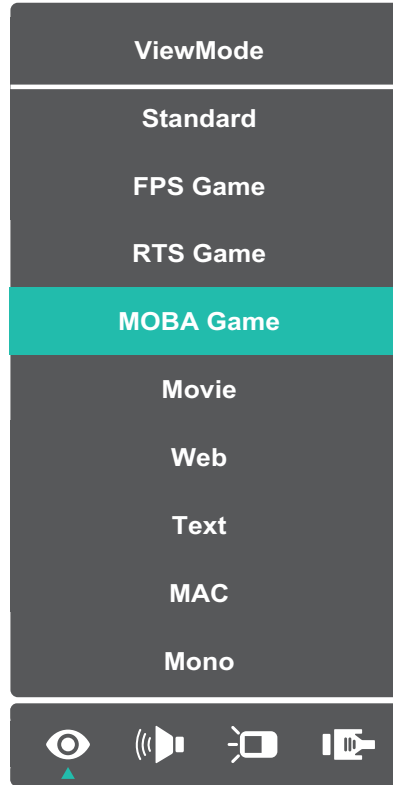 ViewMode
Standard
FPS Game
RTS Game
MOBA Game
Movie
Web
Text
MAC
Mono